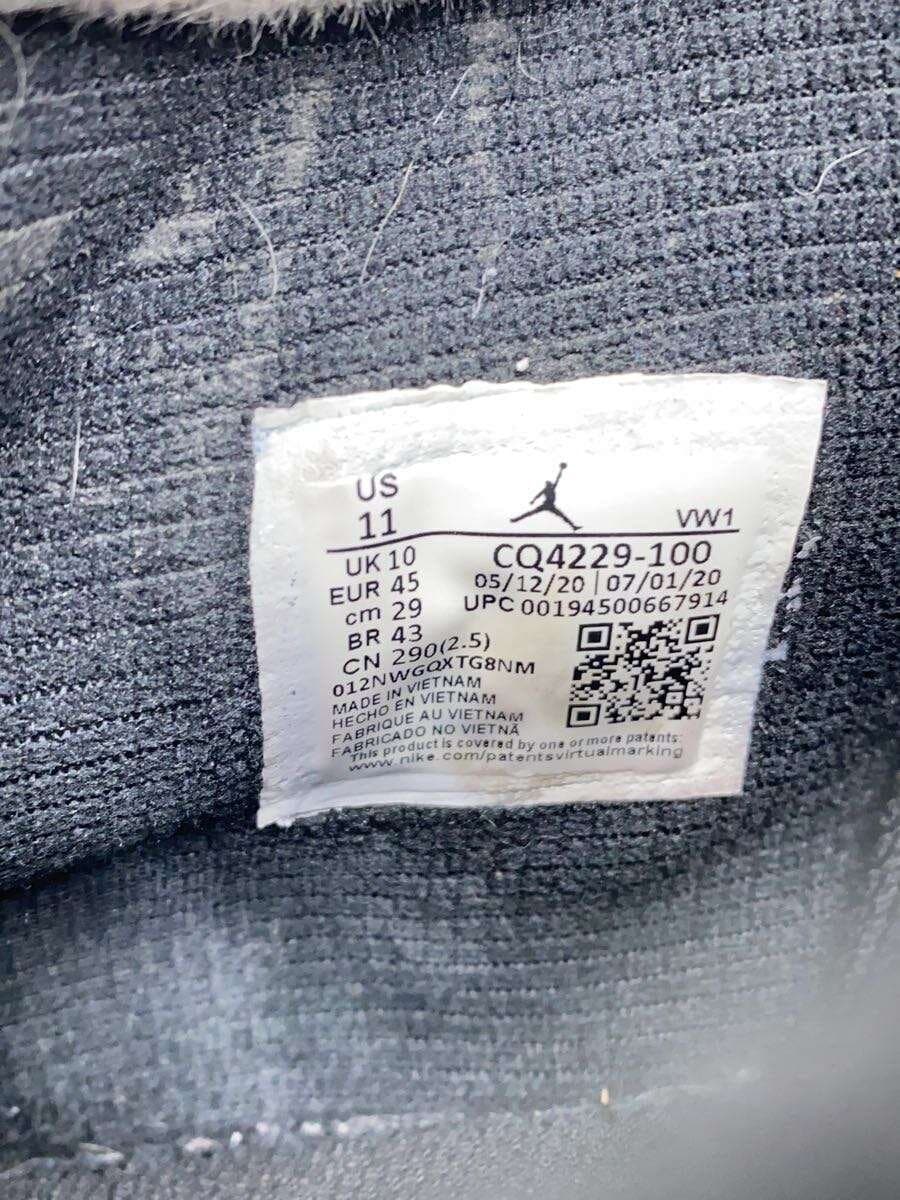 US
11
VW1
UK 10
EUR 45
cm 29
BR 43
CN 290(2.5)
CQ4229-100
05/12/20 | 07/01/20
UPC 00194500667914
012NWGQXTG8NM
MADE IN VIETNAM
HECHO EN VIETNAM
FABRIQUE AU VIETNAM
FABRICADO NO VIETNÃ
This product is covered by one or more patents:
www.nike.com/patentsvirtualmarking